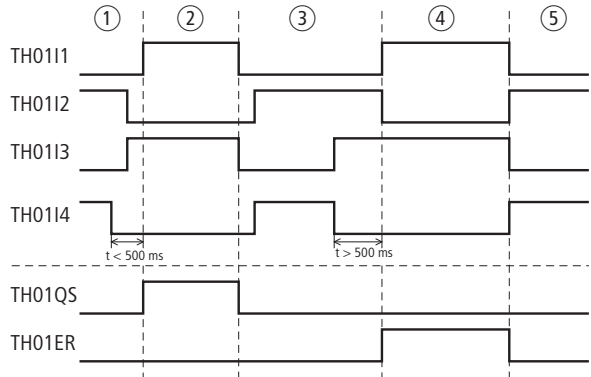 ① ② ③ ④ ⑤
TH01I1
TH01I2
TH01I3
TH01I4
t < 500 ms t > 500 ms
TH01QS
TH01ER